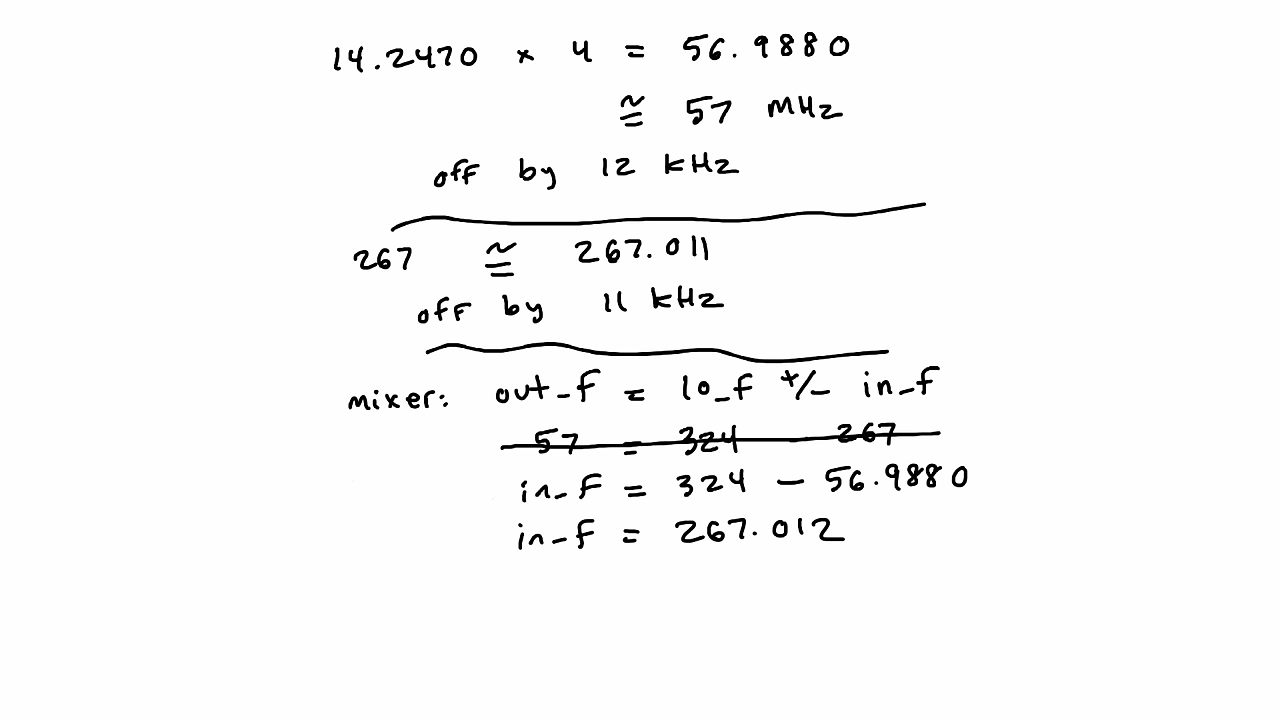 14.2470 x 4 = 56.9880
≅ 57 MHz
off by 12 kHz
267 ≅ 267.011
off by 11 kHz
mixer: out_f = lo_f +/- in_f
57 = 324 - 267
in_f = 324 - 56.9880
in_f = 267.012